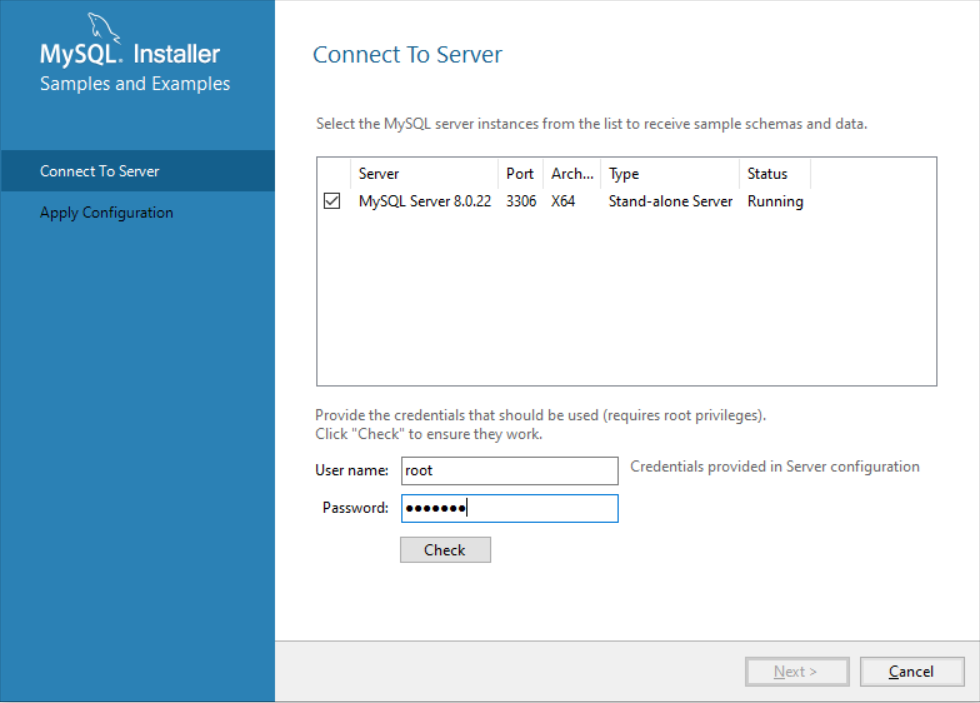 MySQL. Installer
Samples and Examples
Connect To Server
Apply Configuration
Connect To Server
Select the MySQL server instances from the list to receive sample schemas and data.
Server Port Arch... Type Status
MySQL Server 8.0.22 3306 X64 Stand-alone Server Running
Provide the credentials that should be used (requires root privileges).
Click "Check" to ensure they work.
User name: root Credentials provided in Server configuration
Password: ●●●●●●●
Check
Next > Cancel